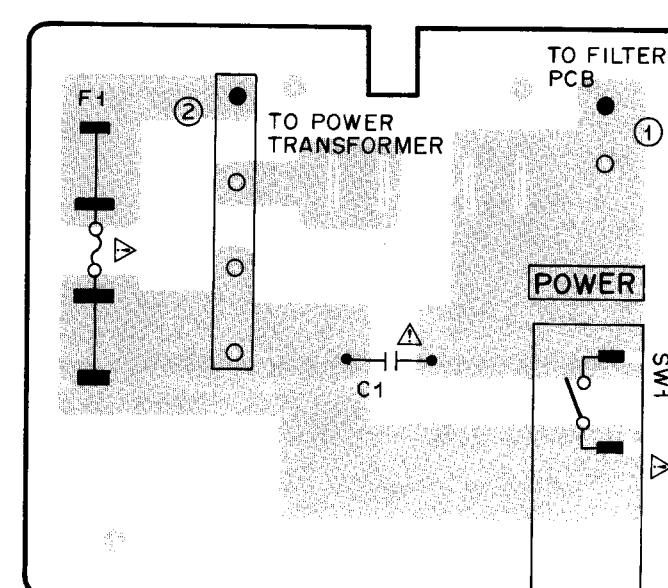 TO FILTER
PCB
F1
②
TO POWER
TRANSFORMER
①
POWER
C1
SW1